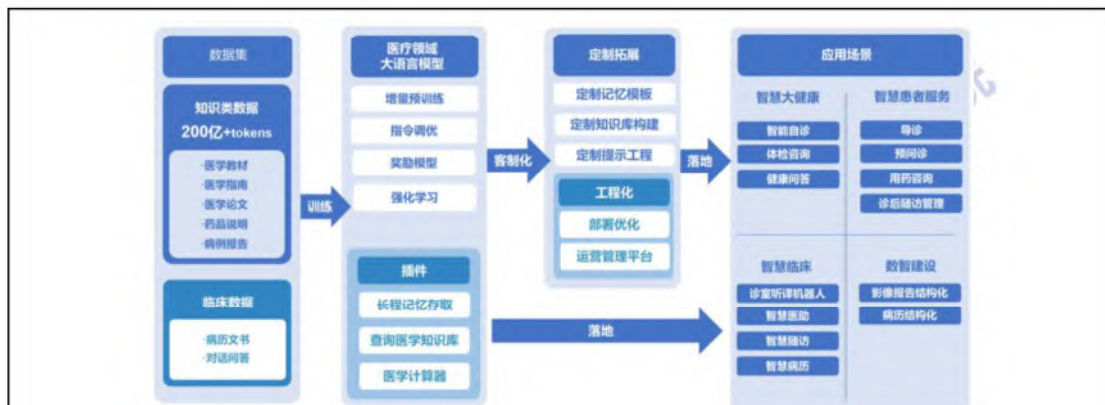 数据集
知识类数据
200亿+tokens
·医学教材
·医学指南
·医学论文
·药品说明
·病例报告
临床数据
·病历文书
·对话问答
训练
医疗领域
大语言模型
增量预训练
指令调优
奖励模型
强化学习
插件
长程记忆存取
查询医学知识库
医学计算器
客制化
定制拓展
定制记忆模板
定制知识库构建
定制提示工程
工程化
部署优化
运营管理平台
落地
落地
应用场景
智慧大健康
智能自诊
体检咨询
健康问答
智慧患者服务
导诊
预问诊
用药咨询
诊后随访管理
智慧临床
诊室听译机器人
智慧医助
智慧随访
智慧病历
数智建设
影像报告结构化
病历结构化